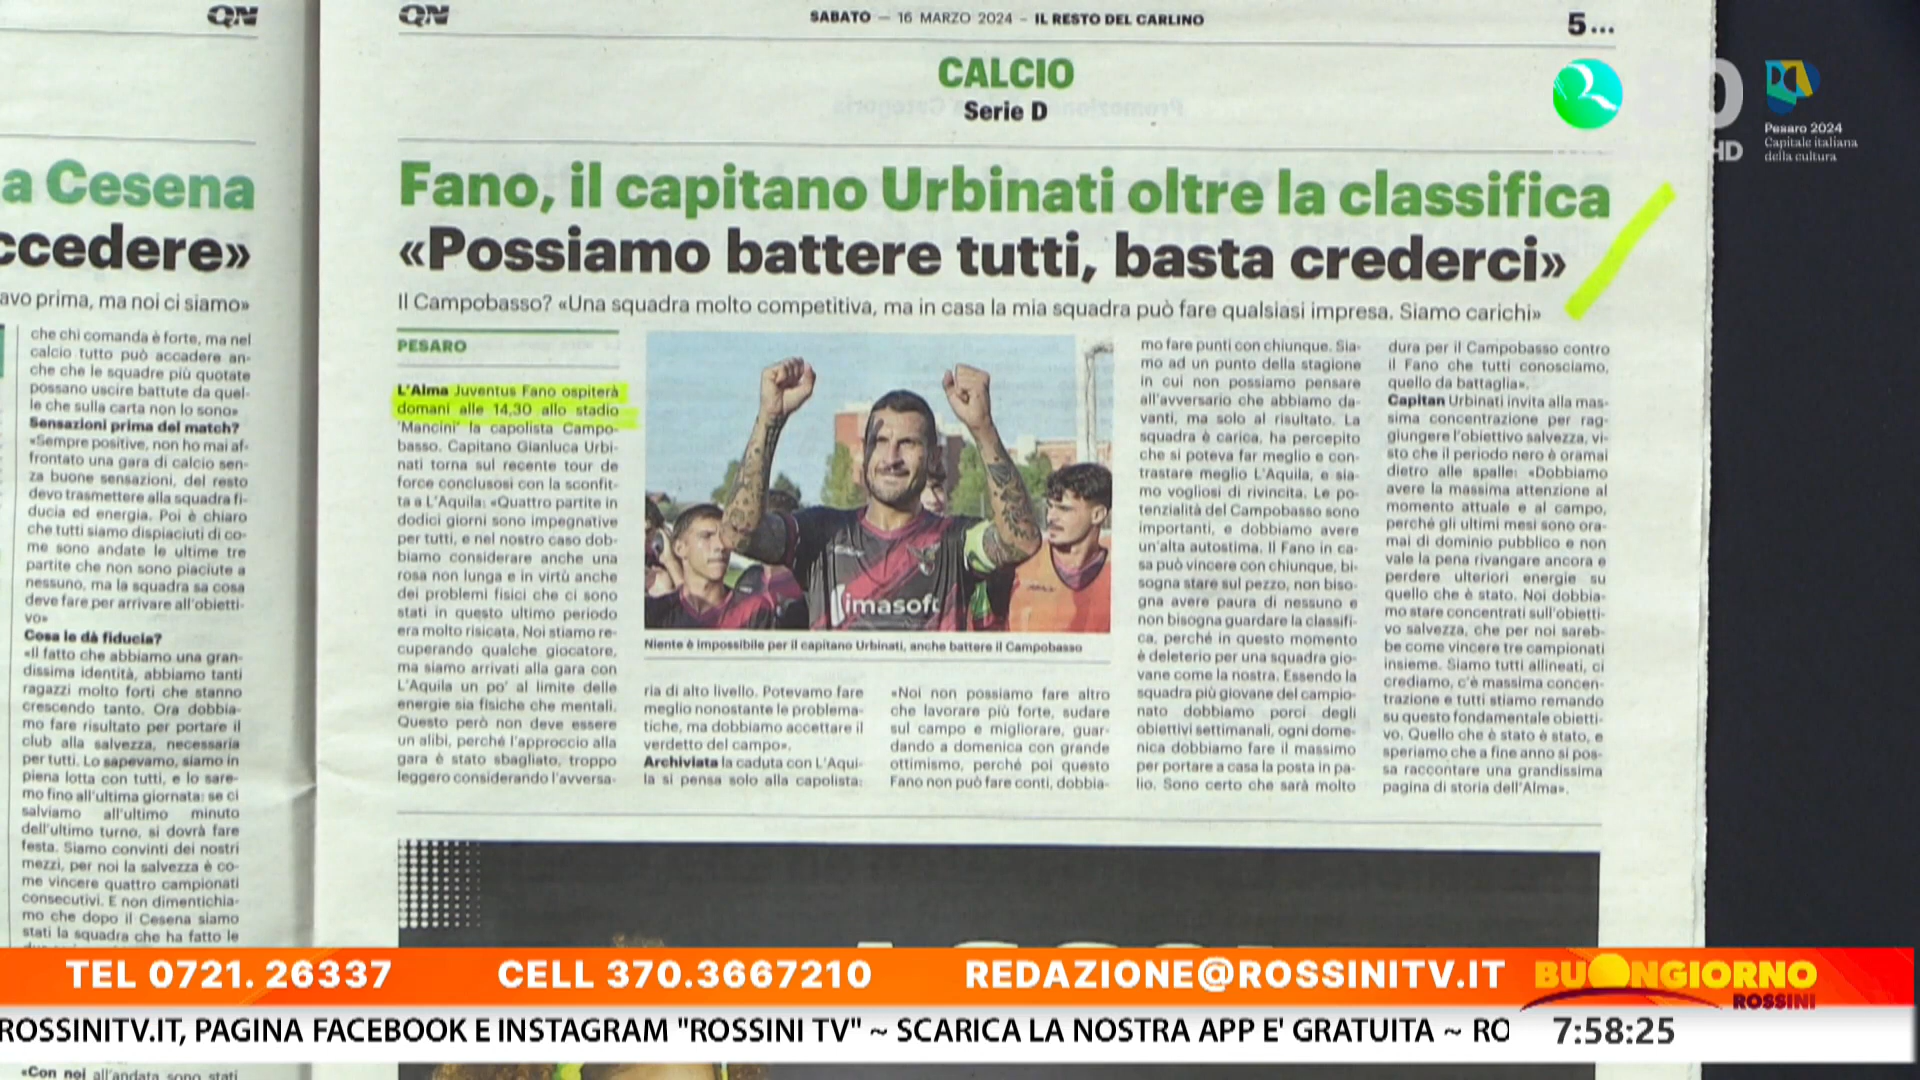 QN
QN
SABATO — 16 MARZO 2024 – IL RESTO DEL CARLINO
5...
CALCIO
Serie D
a Cesena
ccedere»
avo prima, ma noi ci siamo»
che chi comanda è forte, ma nel
calcio tutto può accadere an-
che che le squadre più quotate
possano uscire battute da quel-
le che sulla carta non lo sono»
Sensazioni prima del match?
«Sempre positive, non ho mai af-
frontato una gara di calcio sen-
za buone sensazioni, del resto
devo trasmettere alla squadra fi-
ducia ed energia. Poi è chiaro
che tutti siamo dispiaciuti di co-
me sono andate le ultime tre
partite che non sono piaciute a
nessuno, ma la squadra sa cosa
deve fare per arrivare all'obietti-
vo»
Cosa le dà fiducia?
«Il fatto che abbiamo una gran-
dissima identità, abbiamo tanti
ragazzi molto forti che stanno
crescendo tanto. Ora dobbia-
mo fare risultato per portare il
club alla salvezza, necessaria
per tutti. Lo sapevamo, siamo in
piena lotta con tutti, e lo sare-
mo fino all'ultima giornata: se ci
salviamo all'ultimo minuto
dell'ultimo turno, si dovrà fare
festa. Siamo convinti dei nostri
mezzi, per noi la salvezza è co-
me vincere quattro campionati
consecutivi. E non dimentichia-
mo che dopo il Cesena siamo
stati la squadra che ha fatto le
«Con noi all'andata sono stati
Fano, il capitano Urbinati oltre la classifica
«Possiamo battere tutti, basta crederci»
Il Campobasso? «Una squadra molto competitiva, ma in casa la mia squadra può fare qualsiasi impresa. Siamo carichi»
PESARO
L'Alma Juventus Fano ospiterà
domani alle 14,30 allo stadio
'Mancini' la capolista Campo-
basso. Capitano Gianluca Urbi-
nati torna sul recente tour de
force conclusosi con la sconfit-
ta a L'Aquila: «Quattro partite in
dodici giorni sono impegnative
per tutti, e nel nostro caso dob-
biamo considerare anche una
rosa non lunga e in virtù anche
dei problemi fisici che ci sono
stati in questo ultimo periodo
era molto risicata. Noi stiamo re-
cuperando qualche giocatore,
ma siamo arrivati alla gara con
L'Aquila un po' al limite delle
energie sia fisiche che mentali.
Questo però non deve essere
un alibi, perché l'approccio alla
gara è stato sbagliato, troppo
leggero considerando l'avversa-
imasoft
Niente è impossibile per il capitano Urbinati, anche battere il Campobasso
ria di alto livello. Potevamo fare
meglio nonostante le problema-
tiche, ma dobbiamo accettare il
verdetto del campo».
Archiviata la caduta con L'Aqui-
la si pensa solo alla capolista:
«Noi non possiamo fare altro
che lavorare più forte, sudare
sul campo e migliorare, guar-
dando a domenica con grande
ottimismo, perché poi questo
Fano non può fare conti, dobbia-
mo fare punti con chiunque. Sia-
mo ad un punto della stagione
in cui non possiamo pensare
all'avversario che abbiamo da-
vanti, ma solo al risultato. La
squadra è carica, ha percepito
che si poteva far meglio e con-
trastare meglio L'Aquila, e sia-
mo vogliosi di rivincita. Le po-
tenzialità del Campobasso sono
importanti, e dobbiamo avere
un'alta autostima. Il Fano in ca-
sa può vincere con chiunque, bi-
sogna stare sul pezzo, non biso-
gna avere paura di nessuno e
non bisogna guardare la classifi-
ca, perché in questo momento
è deleterio per una squadra gio-
vane come la nostra. Essendo la
squadra più giovane del campio-
nato dobbiamo porci degli
obiettivi settimanali, ogni dome-
nica dobbiamo fare il massimo
per portare a casa la posta in pa-
lio. Sono certo che sarà molto
dura per il Campobasso contro
il Fano che tutti conosciamo,
quello da battaglia».
Capitan Urbinati invita alla mas-
sima concentrazione per rag-
giungere l'obiettivo salvezza, vi-
sto che il periodo nero è oramai
dietro alle spalle: «Dobbiamo
avere la massima attenzione al
momento attuale e al campo,
perché gli ultimi mesi sono ora-
mai di dominio pubblico e non
vale la pena rivangare ancora e
perdere ulteriori energie su
quello che è stato. Noi dobbia-
mo stare concentrati sull'obietti-
vo salvezza, che per noi sareb-
be come vincere tre campionati
insieme. Siamo tutti allineati, ci
crediamo, c'è massima concen-
trazione e tutti stiamo remando
su questo fondamentale obietti-
vo. Quello che è stato è stato, e
speriamo che a fine anno si pos-
sa raccontare una grandissima
pagina di storia dell'Alma».
HD
Pesaro 2024
Capitale italiana
della cultura
TEL 0721. 26337 CELL 370.3667210 REDAZIONE@ROSSINITV.IT
BUONGIORNO
ROSSINI
ROSSINITV.IT, PAGINA FACEBOOK E INSTAGRAM "ROSSINI TV" ~ SCARICA LA NOSTRA APP E' GRATUITA ~ RO
7:58:25